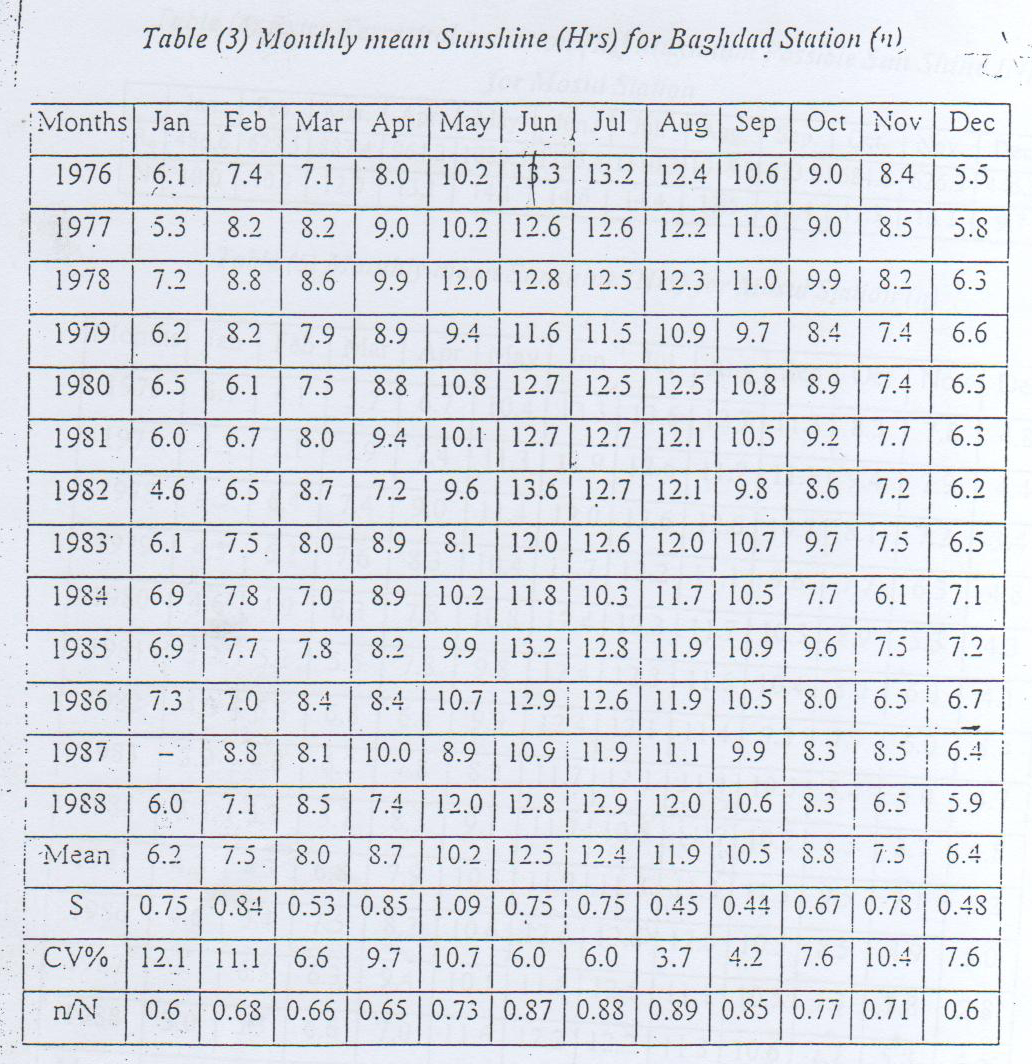 Table (3) Monthly mean Sunshine (Hrs) for Baghdad Station (n)
Months Jan Feb Mar Apr May Jun Jul Aug Sep Oct Nov Dec
1976 6.1 7.4 7.1 8.0 10.2 13.3 13.2 12.4 10.6 9.0 8.4 5.5
1977 5.3 8.2 8.2 9.0 10.2 12.6 12.6 12.2 11.0 9.0 8.5 5.8
1978 7.2 8.8 8.6 9.9 12.0 12.8 12.5 12.3 11.0 9.9 8.2 6.3
1979 6.2 8.2 7.9 8.9 9.4 11.6 11.5 10.9 9.7 8.4 7.4 6.6
1980 6.5 6.1 7.5 8.8 10.8 12.7 12.5 12.5 10.8 8.9 7.4 6.5
1981 6.0 6.7 8.0 9.4 10.1 12.7 12.7 12.1 10.5 9.2 7.7 6.3
1982 4.6 6.5 8.7 7.2 9.6 13.6 12.7 12.1 9.8 8.6 7.2 6.2
1983 6.1 7.5 8.0 8.9 8.1 12.0 12.6 12.0 10.7 9.7 7.5 6.5
1984 6.9 7.8 7.0 8.9 10.2 11.8 10.3 11.7 10.5 7.7 6.1 7.1
1985 6.9 7.7 7.8 8.2 9.9 13.2 12.8 11.9 10.9 9.6 7.5 7.2
1986 7.3 7.0 8.4 8.4 10.7 12.9 12.6 11.9 10.5 8.0 6.5 6.7
1987 – 8.8 8.1 10.0 8.9 10.9 11.9 11.1 9.9 8.3 8.5 6.4
1988 6.0 7.1 8.5 7.4 12.0 12.8 12.9 12.0 10.6 8.3 6.5 5.9
Mean 6.2 7.5 8.0 8.7 10.2 12.5 12.4 11.9 10.5 8.8 7.5 6.4
S 0.75 0.84 0.53 0.85 1.09 0.75 0.75 0.45 0.44 0.67 0.78 0.48
CV% 12.1 11.1 6.6 9.7 10.7 6.0 6.0 3.7 4.2 7.6 10.4 7.6
n/N 0.6 0.68 0.66 0.65 0.73 0.87 0.88 0.89 0.85 0.77 0.71 0.6